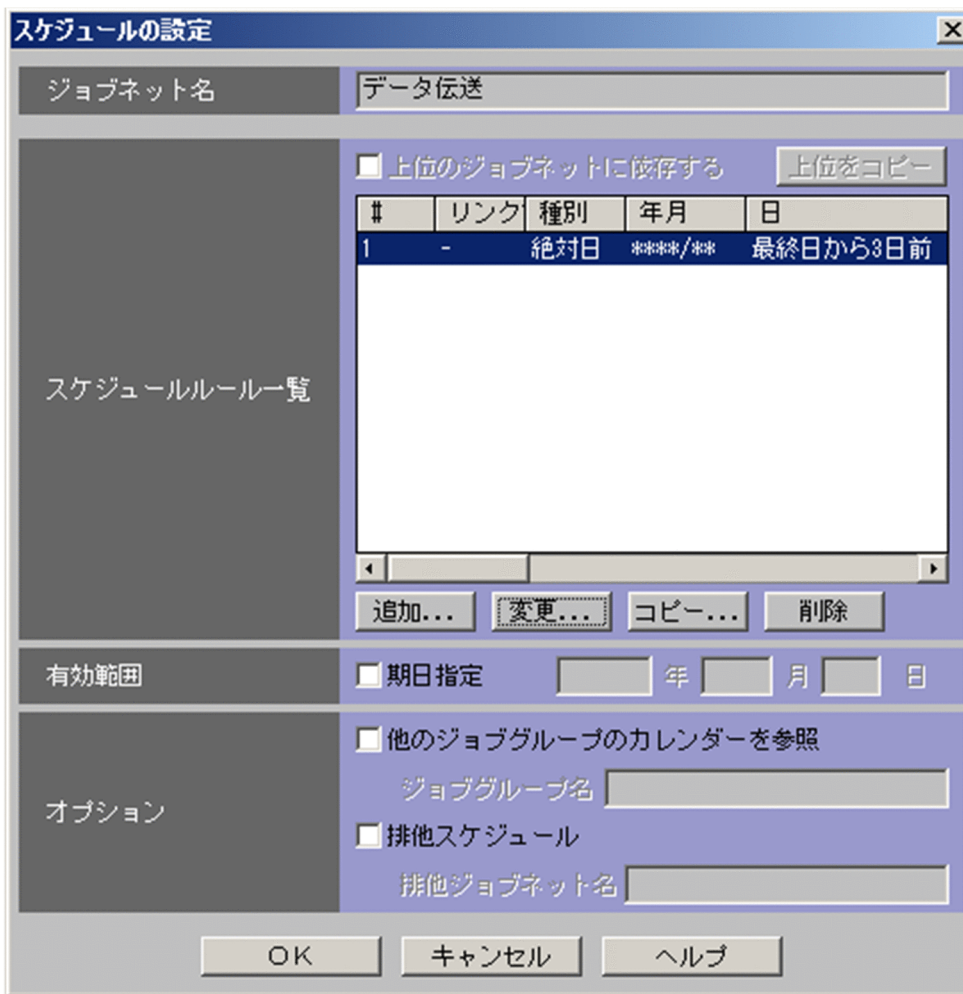 スケジュールの設定
ジョブネット名 データ伝送
上位のジョブネットに依存する 上位をコピー
# リンク 種別 年月 日
1 - 絶対日 ****/** 最終日から3日前
スケジュールルール一覧
追加... 変更... コピー... 削除
有効範囲 期日指定 年 月 日
他のジョブグループのカレンダーを参照
ジョブグループ名
オプション
排他スケジュール
排他ジョブネット名
OK キャンセル ヘルプ